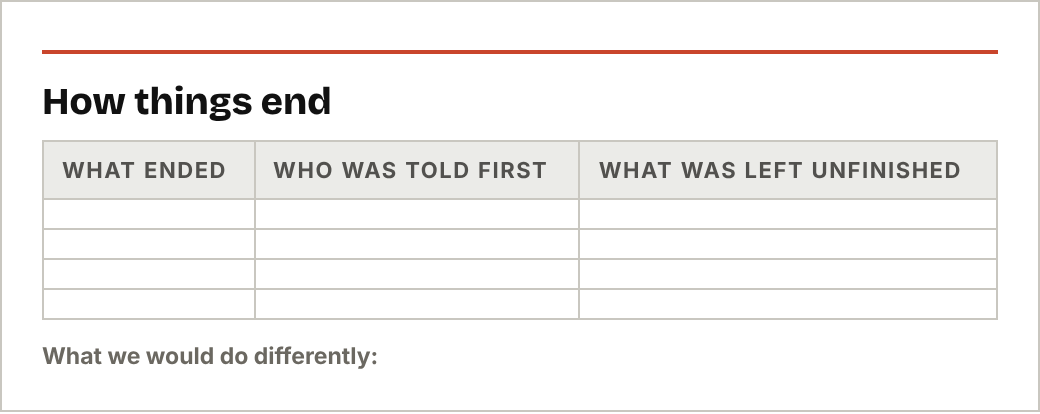 How things end
WHAT ENDED WHO WAS TOLD FIRST WHAT WAS LEFT UNFINISHED
What we would do differently: